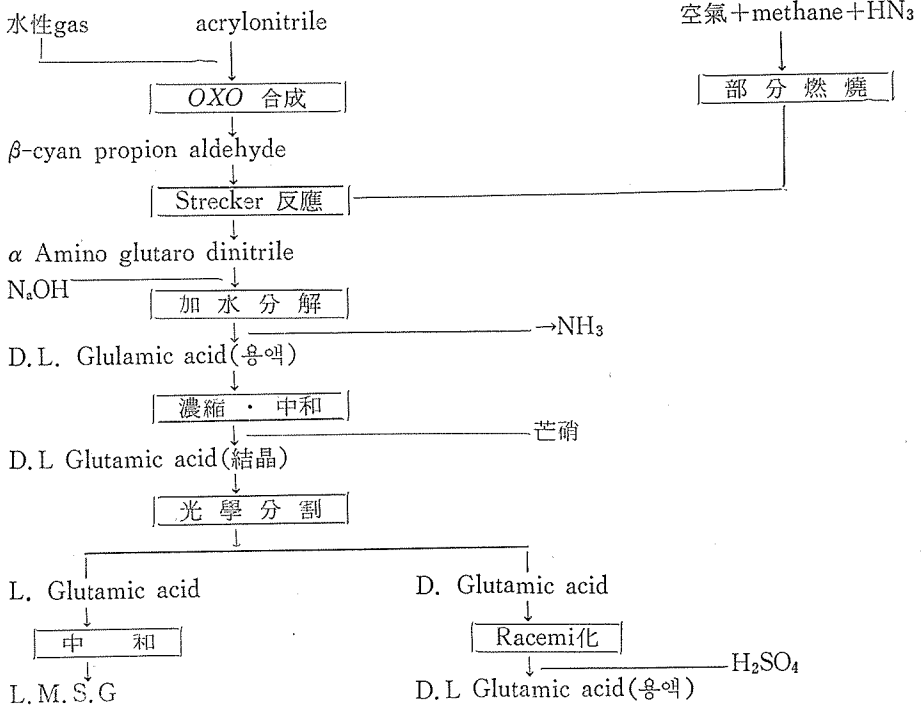 水性gas acrylonitrile 空氣+methane+HN₃
OXO 合成 部分燃燒
β-cyan propion aldehyde
Strecker 反應
α Amino glutaro dinitrile
NaOH
加水分解
→NH₃
D.L. Glulamic acid(용액)
濃縮·中和
芒硝
D.L Glutamic acid(結晶)
光學分割
L. Glutamic acid D. Glutamic acid
中和 Racemi化
H₂SO₄
L.M.S.G D.L Glutamic acid(용액)